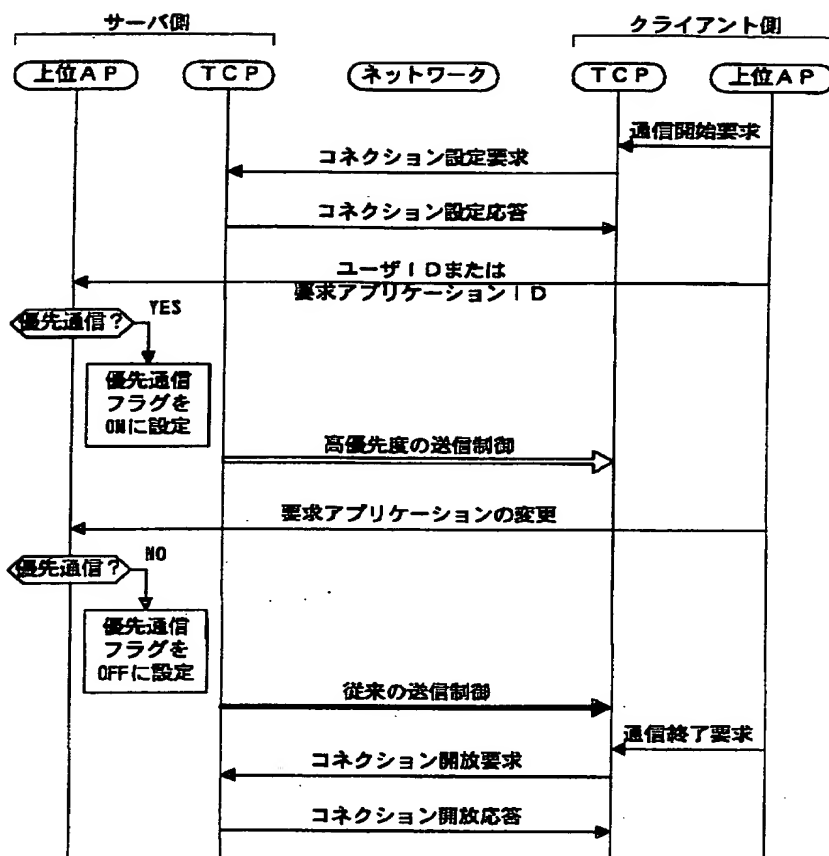 サーバ側
クライアント側
上位AP
TCP
ネットワーク
TCP
上位AP
通信開始要求
コネクション設定要求
コネクション設定応答
ユーザIDまたは
要求アプリケーションID
優先通信?
YES
優先通信
フラグを
ONに設定
高優先度の送信制御
要求アプリケーションの変更
優先通信?
NO
優先通信
フラグを
OFFに設定
従来の送信制御
通信終了要求
コネクション開放要求
コネクション開放応答